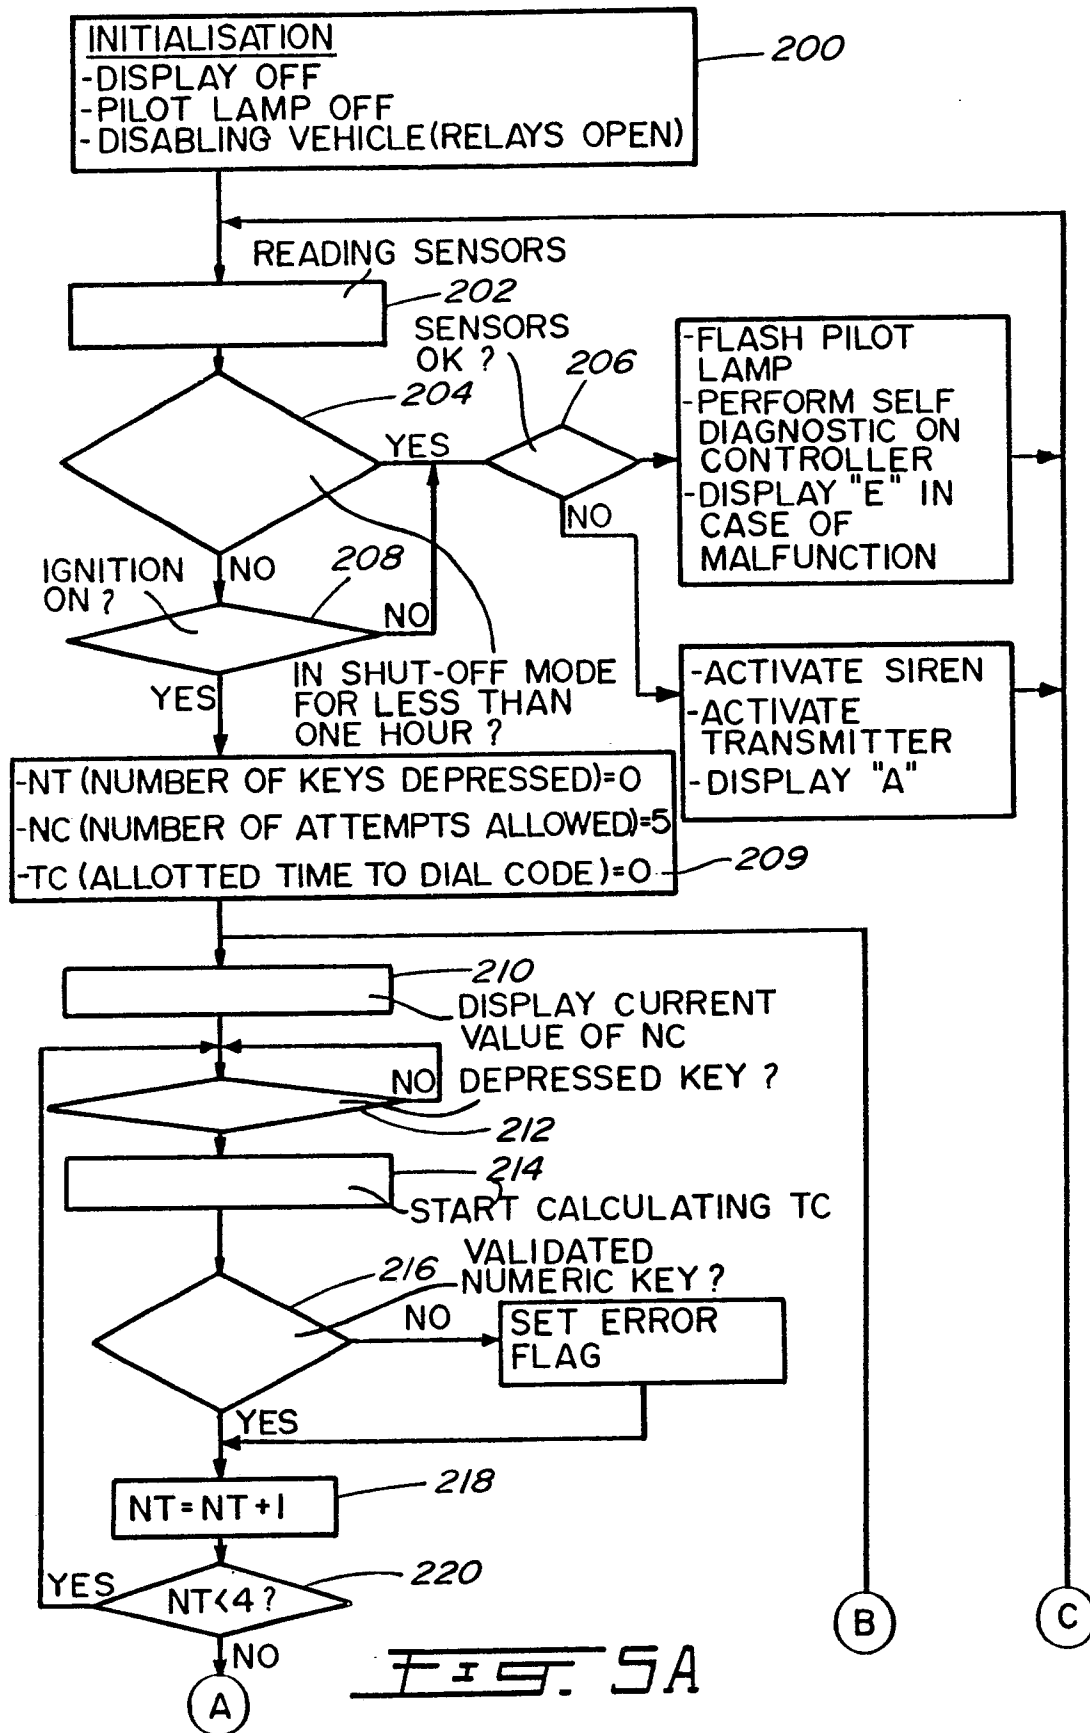 INITIALISATION
-DISPLAY OFF
-PILOT LAMP OFF
-DISABLING VEHICLE(RELAYS OPEN)
200
READING SENSORS
202
SENSORS
OK ?
206
204
YES
-FLASH PILOT
LAMP
-PERFORM SELF
DIAGNOSTIC ON
CONTROLLER
-DISPLAY "E" IN
CASE OF
MALFUNCTION
NO
IGNITION
ON ?
NO
208
NO
YES
IN SHUT-OFF MODE
FOR LESS THAN
ONE HOUR ?
-ACTIVATE SIREN
-ACTIVATE
TRANSMITTER
-DISPLAY "A"
-NT (NUMBER OF KEYS DEPRESSED)=0
-NC (NUMBER OF ATTEMPTS ALLOWED)=5
-TC (ALLOTTED TIME TO DIAL CODE)=0
209
210
DISPLAY CURRENT
VALUE OF NC
NO
DEPRESSED KEY ?
212
214
START CALCULATING TC
216
VALIDATED
NUMERIC KEY ?
NO
SET ERROR
FLAG
YES
NT=NT+1
218
YES
NT<4 ?
220
NO
A
B
C
FIG. 5A